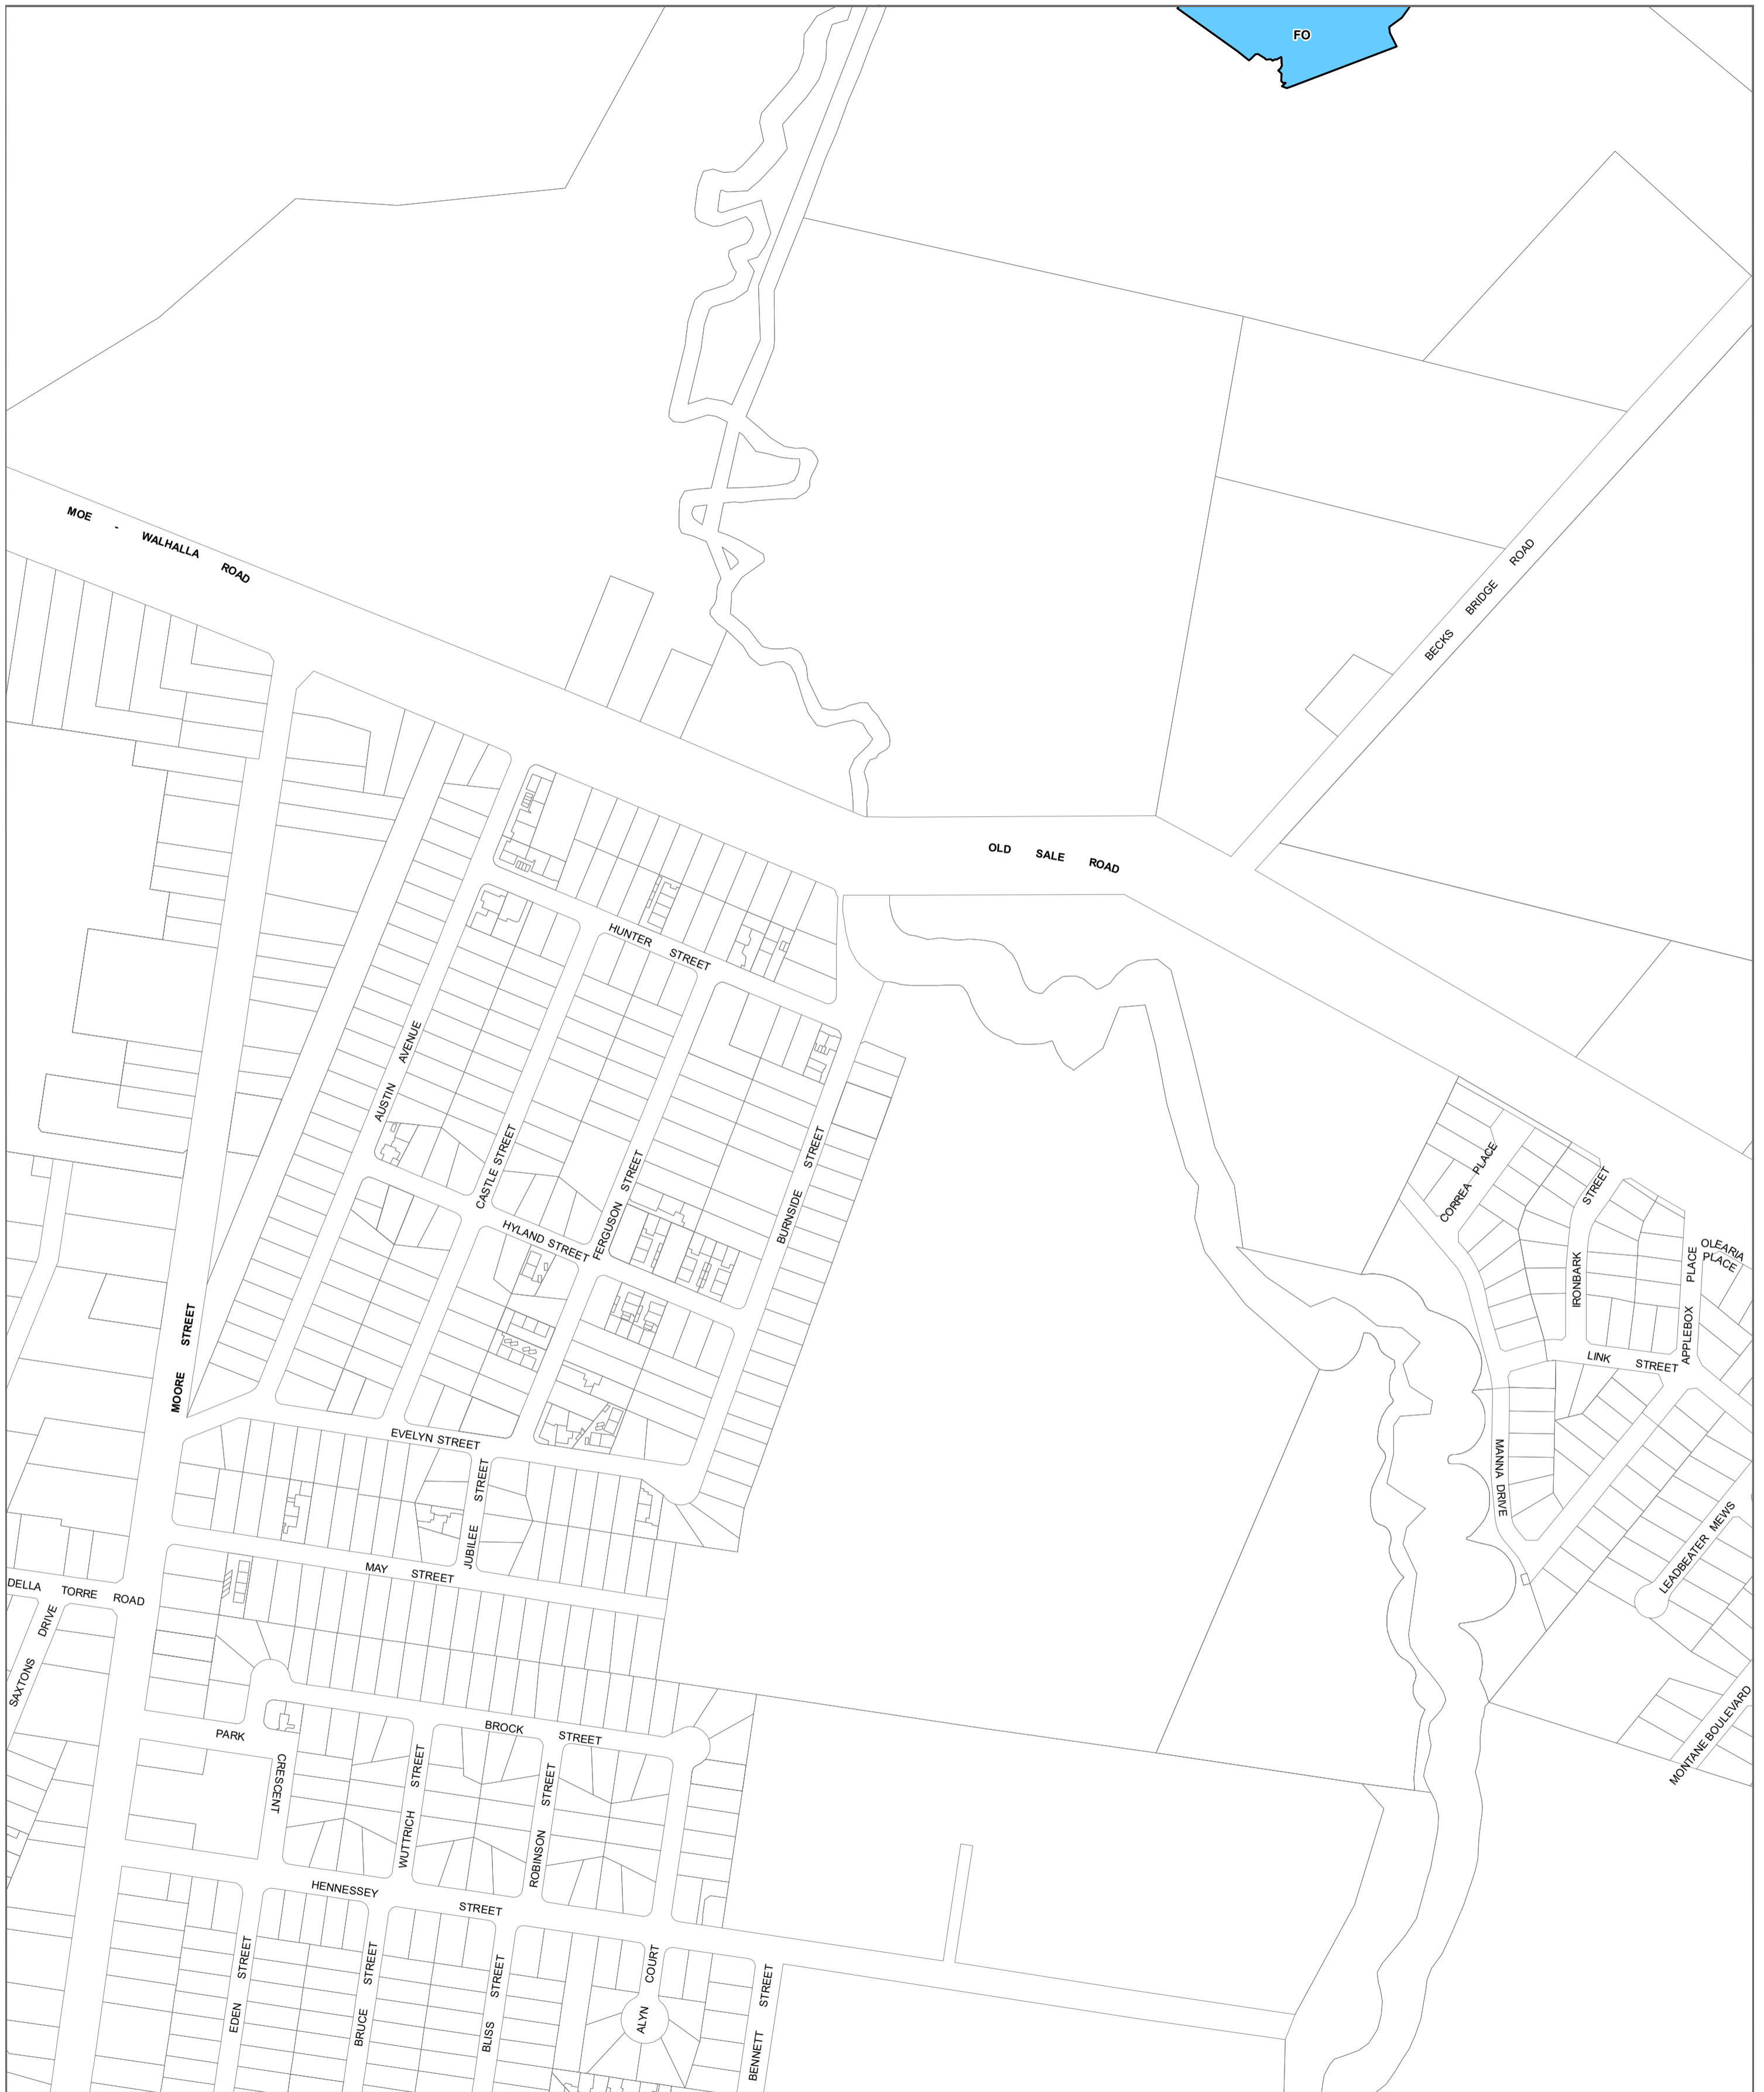 FO
MOE - WALHALLA ROAD
BECKS BRIDGE ROAD
OLD SALE ROAD
HUNTER STREET
AUSTIN AVENUE
CASTLE STREET
FERGUSON STREET
BURNSIDE STREET
HYLAND STREET
CORREA PLACE
IRONBARK STREET
APPLEBOX PLACE
OLEARIA
PLACE
LINK STREET
MOORE STREET
EVELYN STREET
JUBILEE STREET
MANNA DRIVE
LEADBEATER MEWS
MAY STREET
DELLA TORRE ROAD
SAXTONS DRIVE
MONTANE BOULEVARD
PARK CRESCENT
BROCK STREET
WUTTRICH STREET
ROBINSON STREET
HENNESSEY STREET
EDEN STREET
BRUCE STREET
BLISS STREET
ALYN COURT
BENNETT STREET